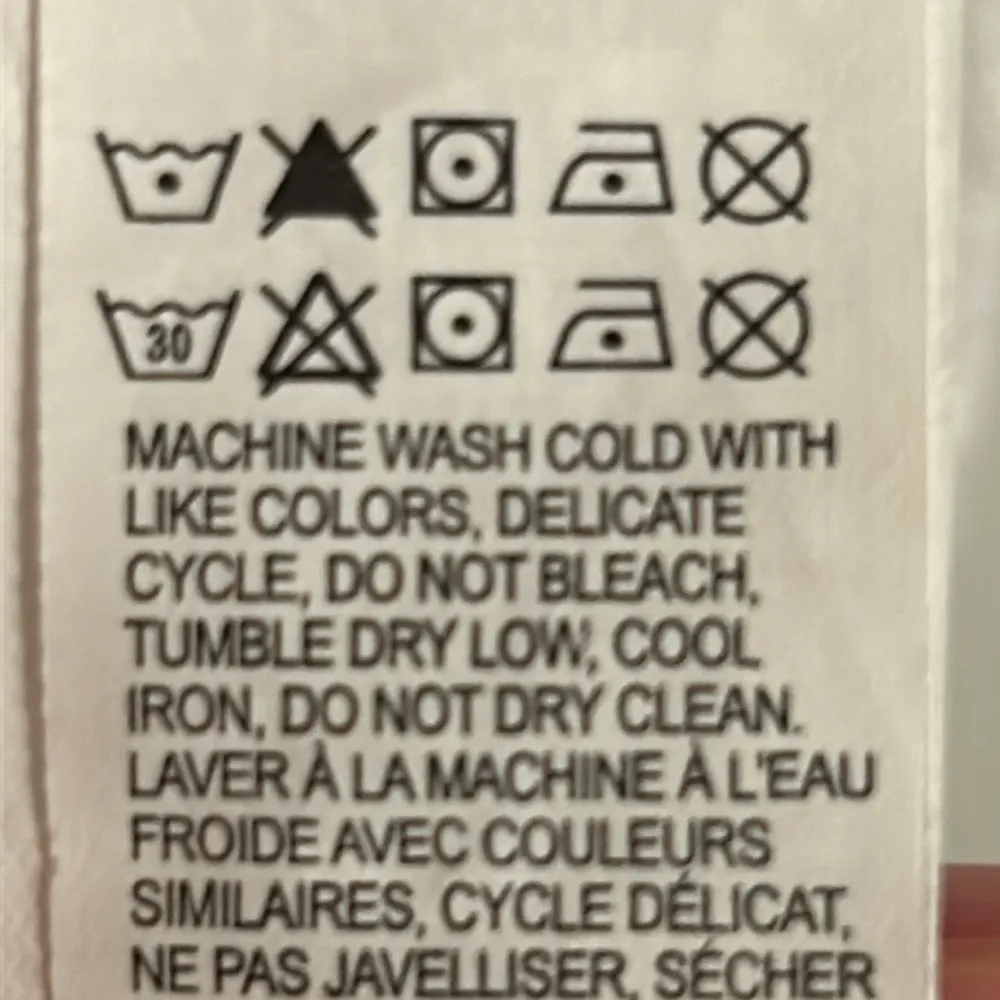 30
MACHINE WASH COLD WITH
LIKE COLORS, DELICATE
CYCLE, DO NOT BLEACH,
TUMBLE DRY LOW, COOL
IRON, DO NOT DRY CLEAN.
LAVER À LA MACHINE À L'EAU
FROIDE AVEC COULEURS
SIMILAIRES, CYCLE DÉLICAT,
NE PAS JAVELLISER, SÉCHER